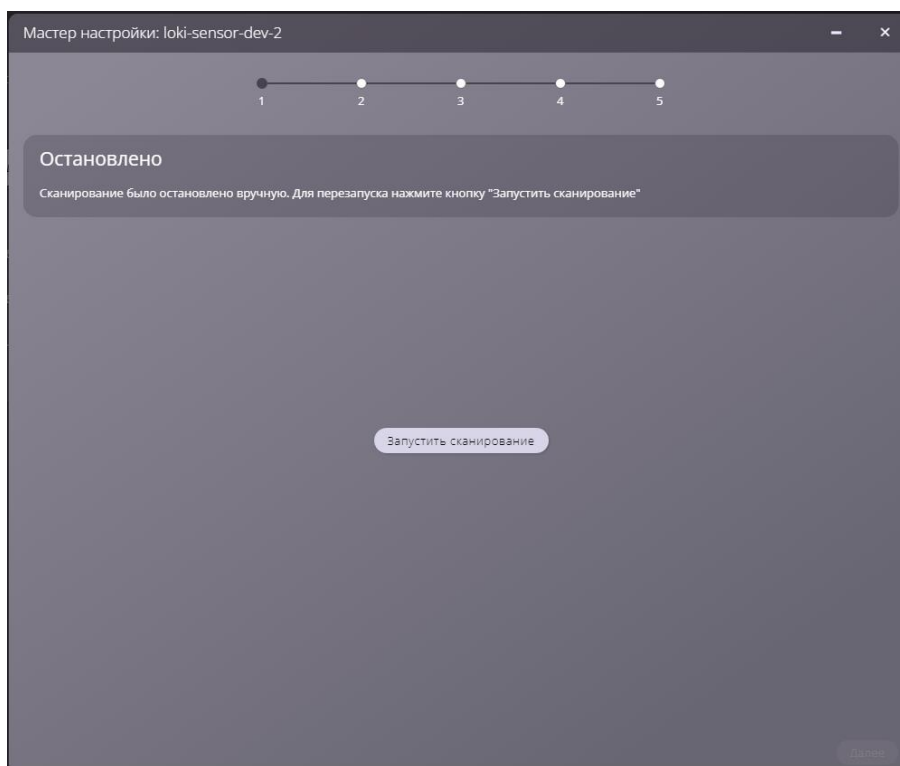 Мастер настройки: loki-sensor-dev-2
1 2 3 4 5
Остановлено
Сканирование было остановлено вручную. Для перезапуска нажмите кнопку "Запустить сканирование"
Запустить сканирование
Далее